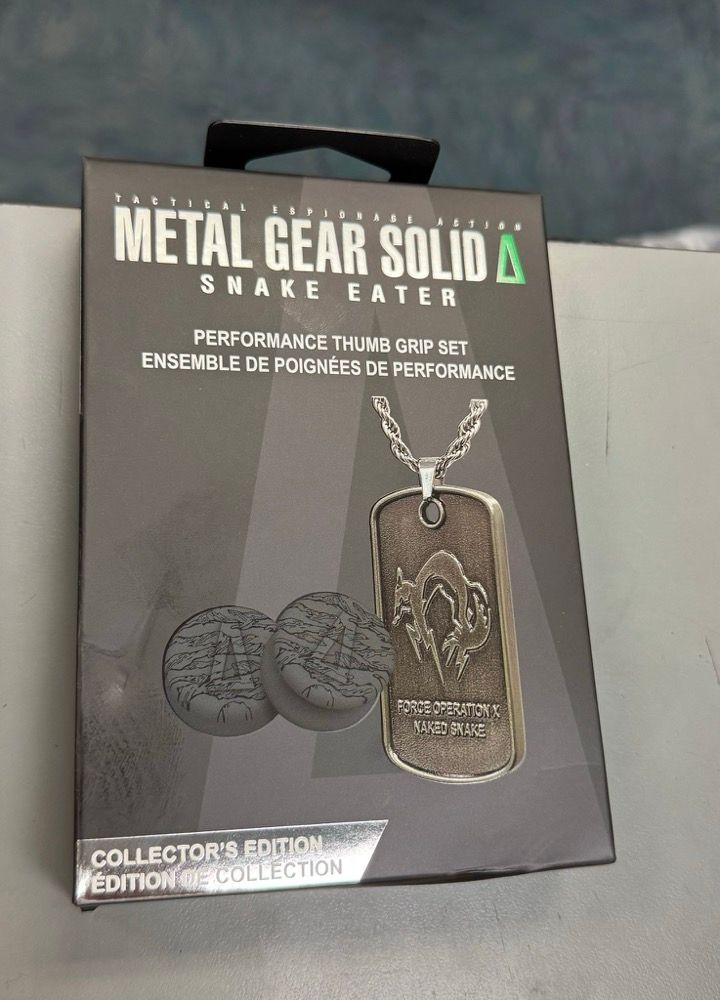 TACTICAL ESPIONAGE ACTION
METAL GEAR SOLID Δ
SNAKE EATER
PERFORMANCE THUMB GRIP SET
ENSEMBLE DE POIGNÉES DE PERFORMANCE
FORCE OPERATION X
NAKED SNAKE
COLLECTOR'S EDITION
ÉDITION DE COLLECTION